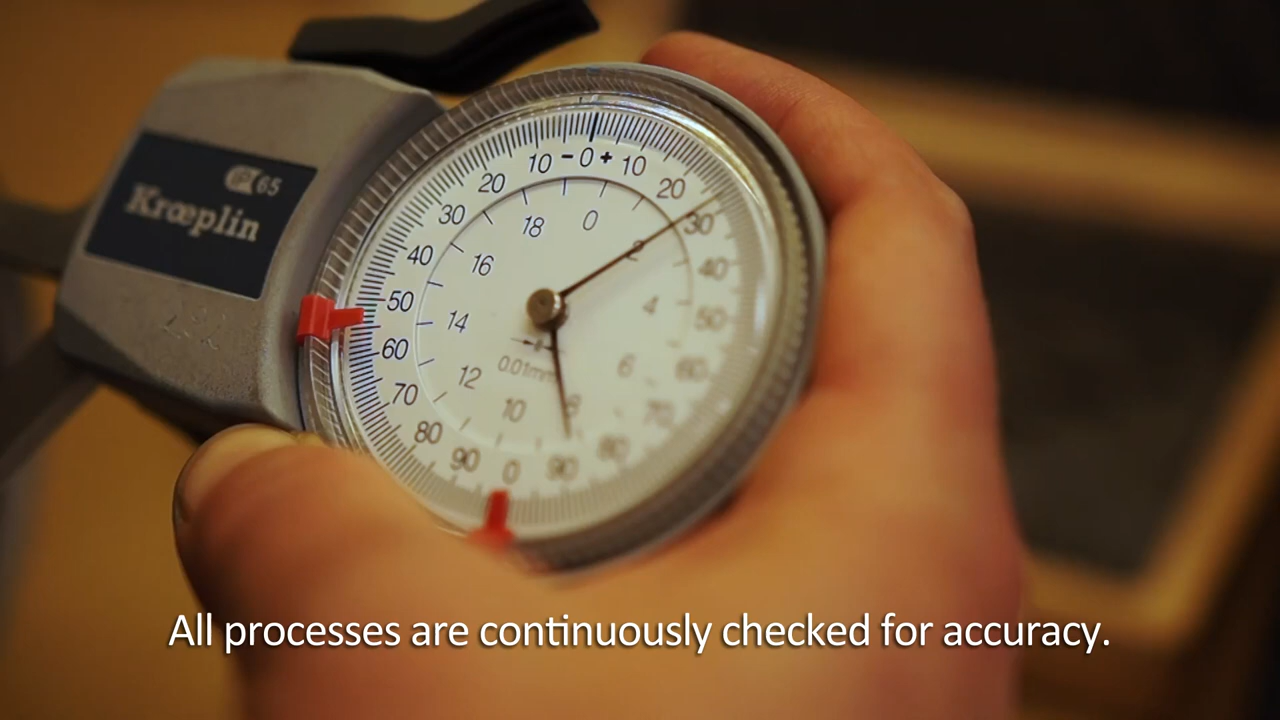 65
Kroeplin
10 - 0 + 10
20 20
30 30
40 40
50 50
60 60
70 70
80 80
90 0 90
18 0
16 2
14 4
12 6
10 8
0.01mm
All processes are continuously checked for accuracy.